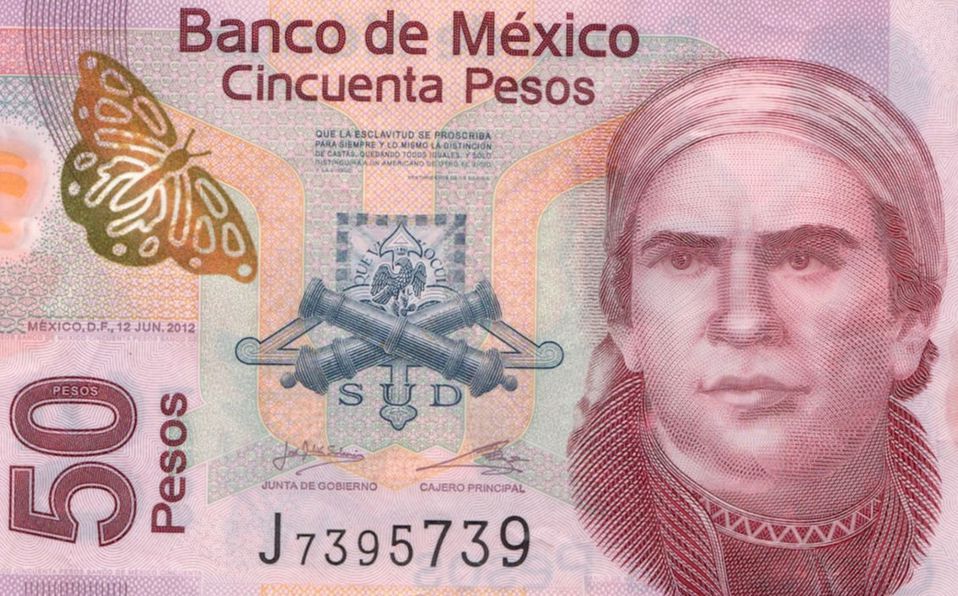 Banco de México
Cincuenta Pesos
QUE LA ESCLAVITUD SE PROSCRIBA
PARA SIEMPRE Y LO MISMO LA DISTINCIÓN
DE CASTAS, QUEDANDO TODOS IGUALES, Y SÓLO
DISTINGUIRÁ A UN AMERICANO DE OTRO EL VICIO
Y LA VIRTUD
MÉXICO, D.F., 12 JUN. 2012
SUD
50
PESOS
Pesos
JUNTA DE GOBIERNO
CAJERO PRINCIPAL
J7395739